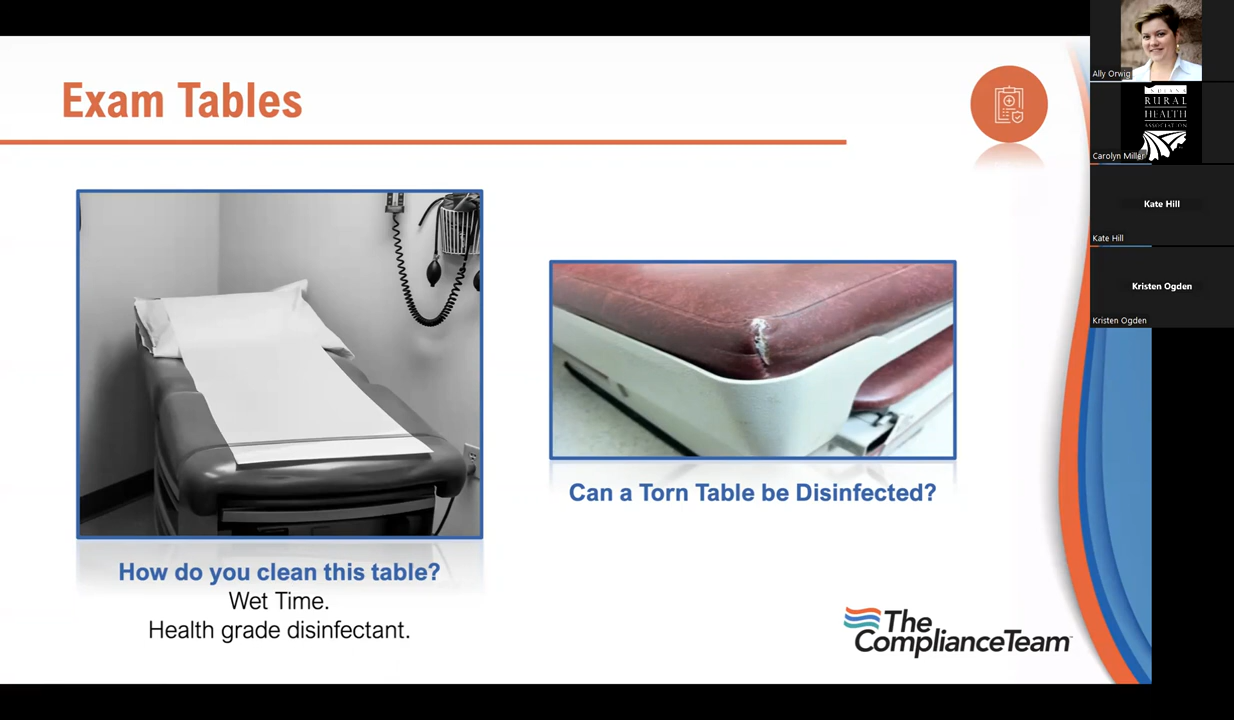 Exam Tables
How do you clean this table?
Wet Time.
Health grade disinfectant.
Can a Torn Table be Disinfected?
The
ComplianceTeam
Ally Orwig
INDIANA
RURAL
HEALTH
ASSOCIATION
Carolyn Miller
Kate Hill
Kate Hill
Kristen Ogden
Kristen Ogden